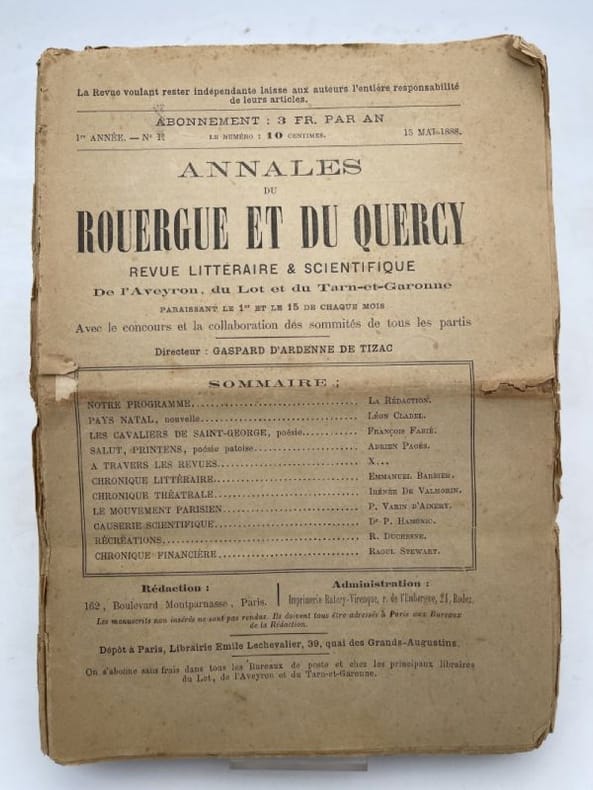 La Revue voulant rester indépendante laisse aux auteurs l'entière responsabilité
de leurs articles.
ABONNEMENT : 3 FR. PAR AN
1re ANNÉE. — N° 1
LE NUMÉRO : 10 CENTIMES.
15 MAI 1888.
ANNALES
DU
ROUERGUE ET DU QUERCY
REVUE LITTÉRAIRE & SCIENTIFIQUE
De l'Aveyron, du Lot et du Tarn-et-Garonne
PARAISSANT LE 1er ET LE 15 DE CHAQUE MOIS
Avec le concours et la collaboration des sommités de tous les partis
Directeur : GASPARD D'ARDENNE DE TIZAC
SOMMAIRE :
NOTRE PROGRAMME........ LA RÉDACTION.
PAYS NATAL, nouvelle........ LÉON CLADEL.
LES CAVALIERS DE SAINT-GEORGE, poésie........ FRANÇOIS FABIÉ.
SALUT, PRINTENS, poésie patoise........ ADRIEN PAGÈS.
A TRAVERS LES REVUES........ X...
CHRONIQUE LITTÉRAIRE........ EMMANUEL BARBIER.
CHRONIQUE THÉATRALE........ IRÉNÉE DE VALMORIN.
LE MOUVEMENT PARISIEN........ P. VARIN D'AINERY.
CAUSERIE SCIENTIFIQUE........ Dr P. HAMONIC.
RÉCRÉATIONS........ R. DUCHESNE.
CHRONIQUE FINANCIÈRE........ RAOUL STEWART.
Rédaction :
162, Boulevard Montparnasse, Paris.
Administration :
Imprimerie Ratery-Virenque, r. de l'Embergue, 21, Rodez.
Les manuscrits non insérés ne sont pas rendus. Ils doivent tous être adressés à Paris aux Bureaux
de la Rédaction.
Dépôt à Paris, Librairie Emile Lechevalier, 39, quai des Grands-Augustins.
On s'abonne sans frais dans tous les Bureaux de poste et chez les principaux libraires
du Lot, de l'Aveyron et du Tarn-et-Garonne.